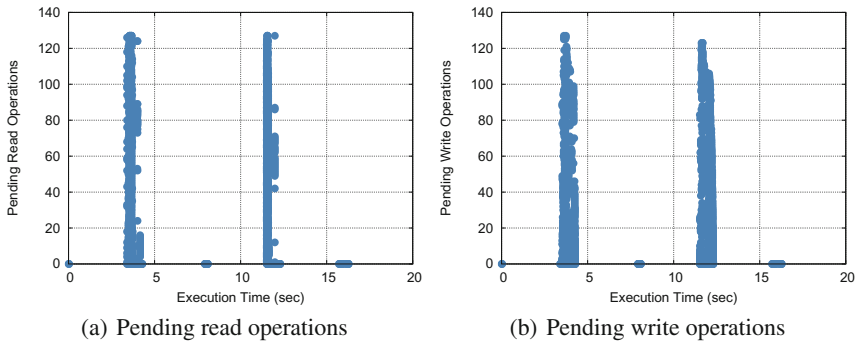 140
120
100
80
60
40
20
0
Pending Read Operations
0 5 10 15 20
Execution Time (sec)
(a) Pending read operations
140
120
100
80
60
40
20
0
Pending Write Operations
0 5 10 15 20
Execution Time (sec)
(b) Pending write operations